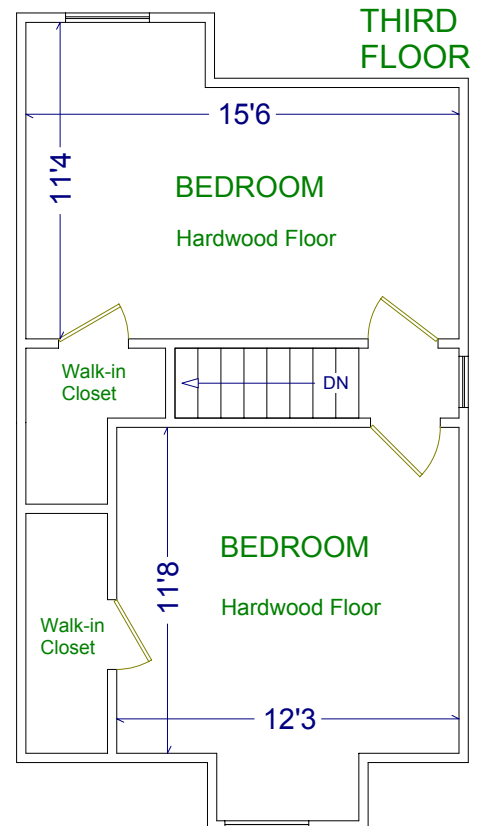 THIRD
FLOOR
15'6
11'4
BEDROOM
Hardwood Floor
Walk-in
Closet
DN
BEDROOM
11'8
Hardwood Floor
Walk-in
Closet
12'3